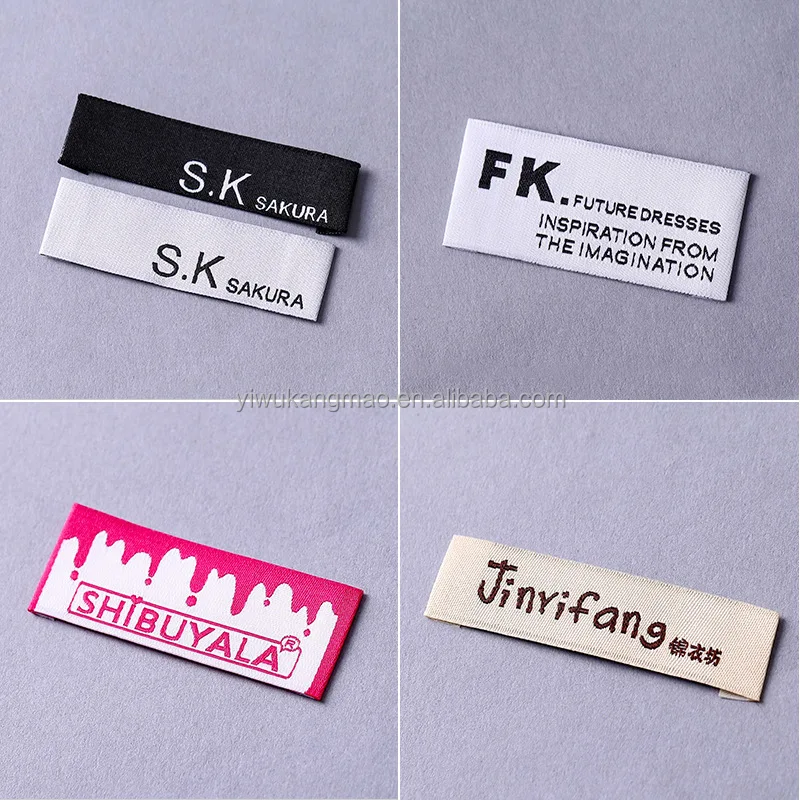 S.K SAKURA
S.K SAKURA
FK. FUTURE DRESSES
INSPIRATION FROM
THE IMAGINATION
yiwukangmao.en.alibaba.com
SHIBUYALA®
Jinyifang 锦衣坊